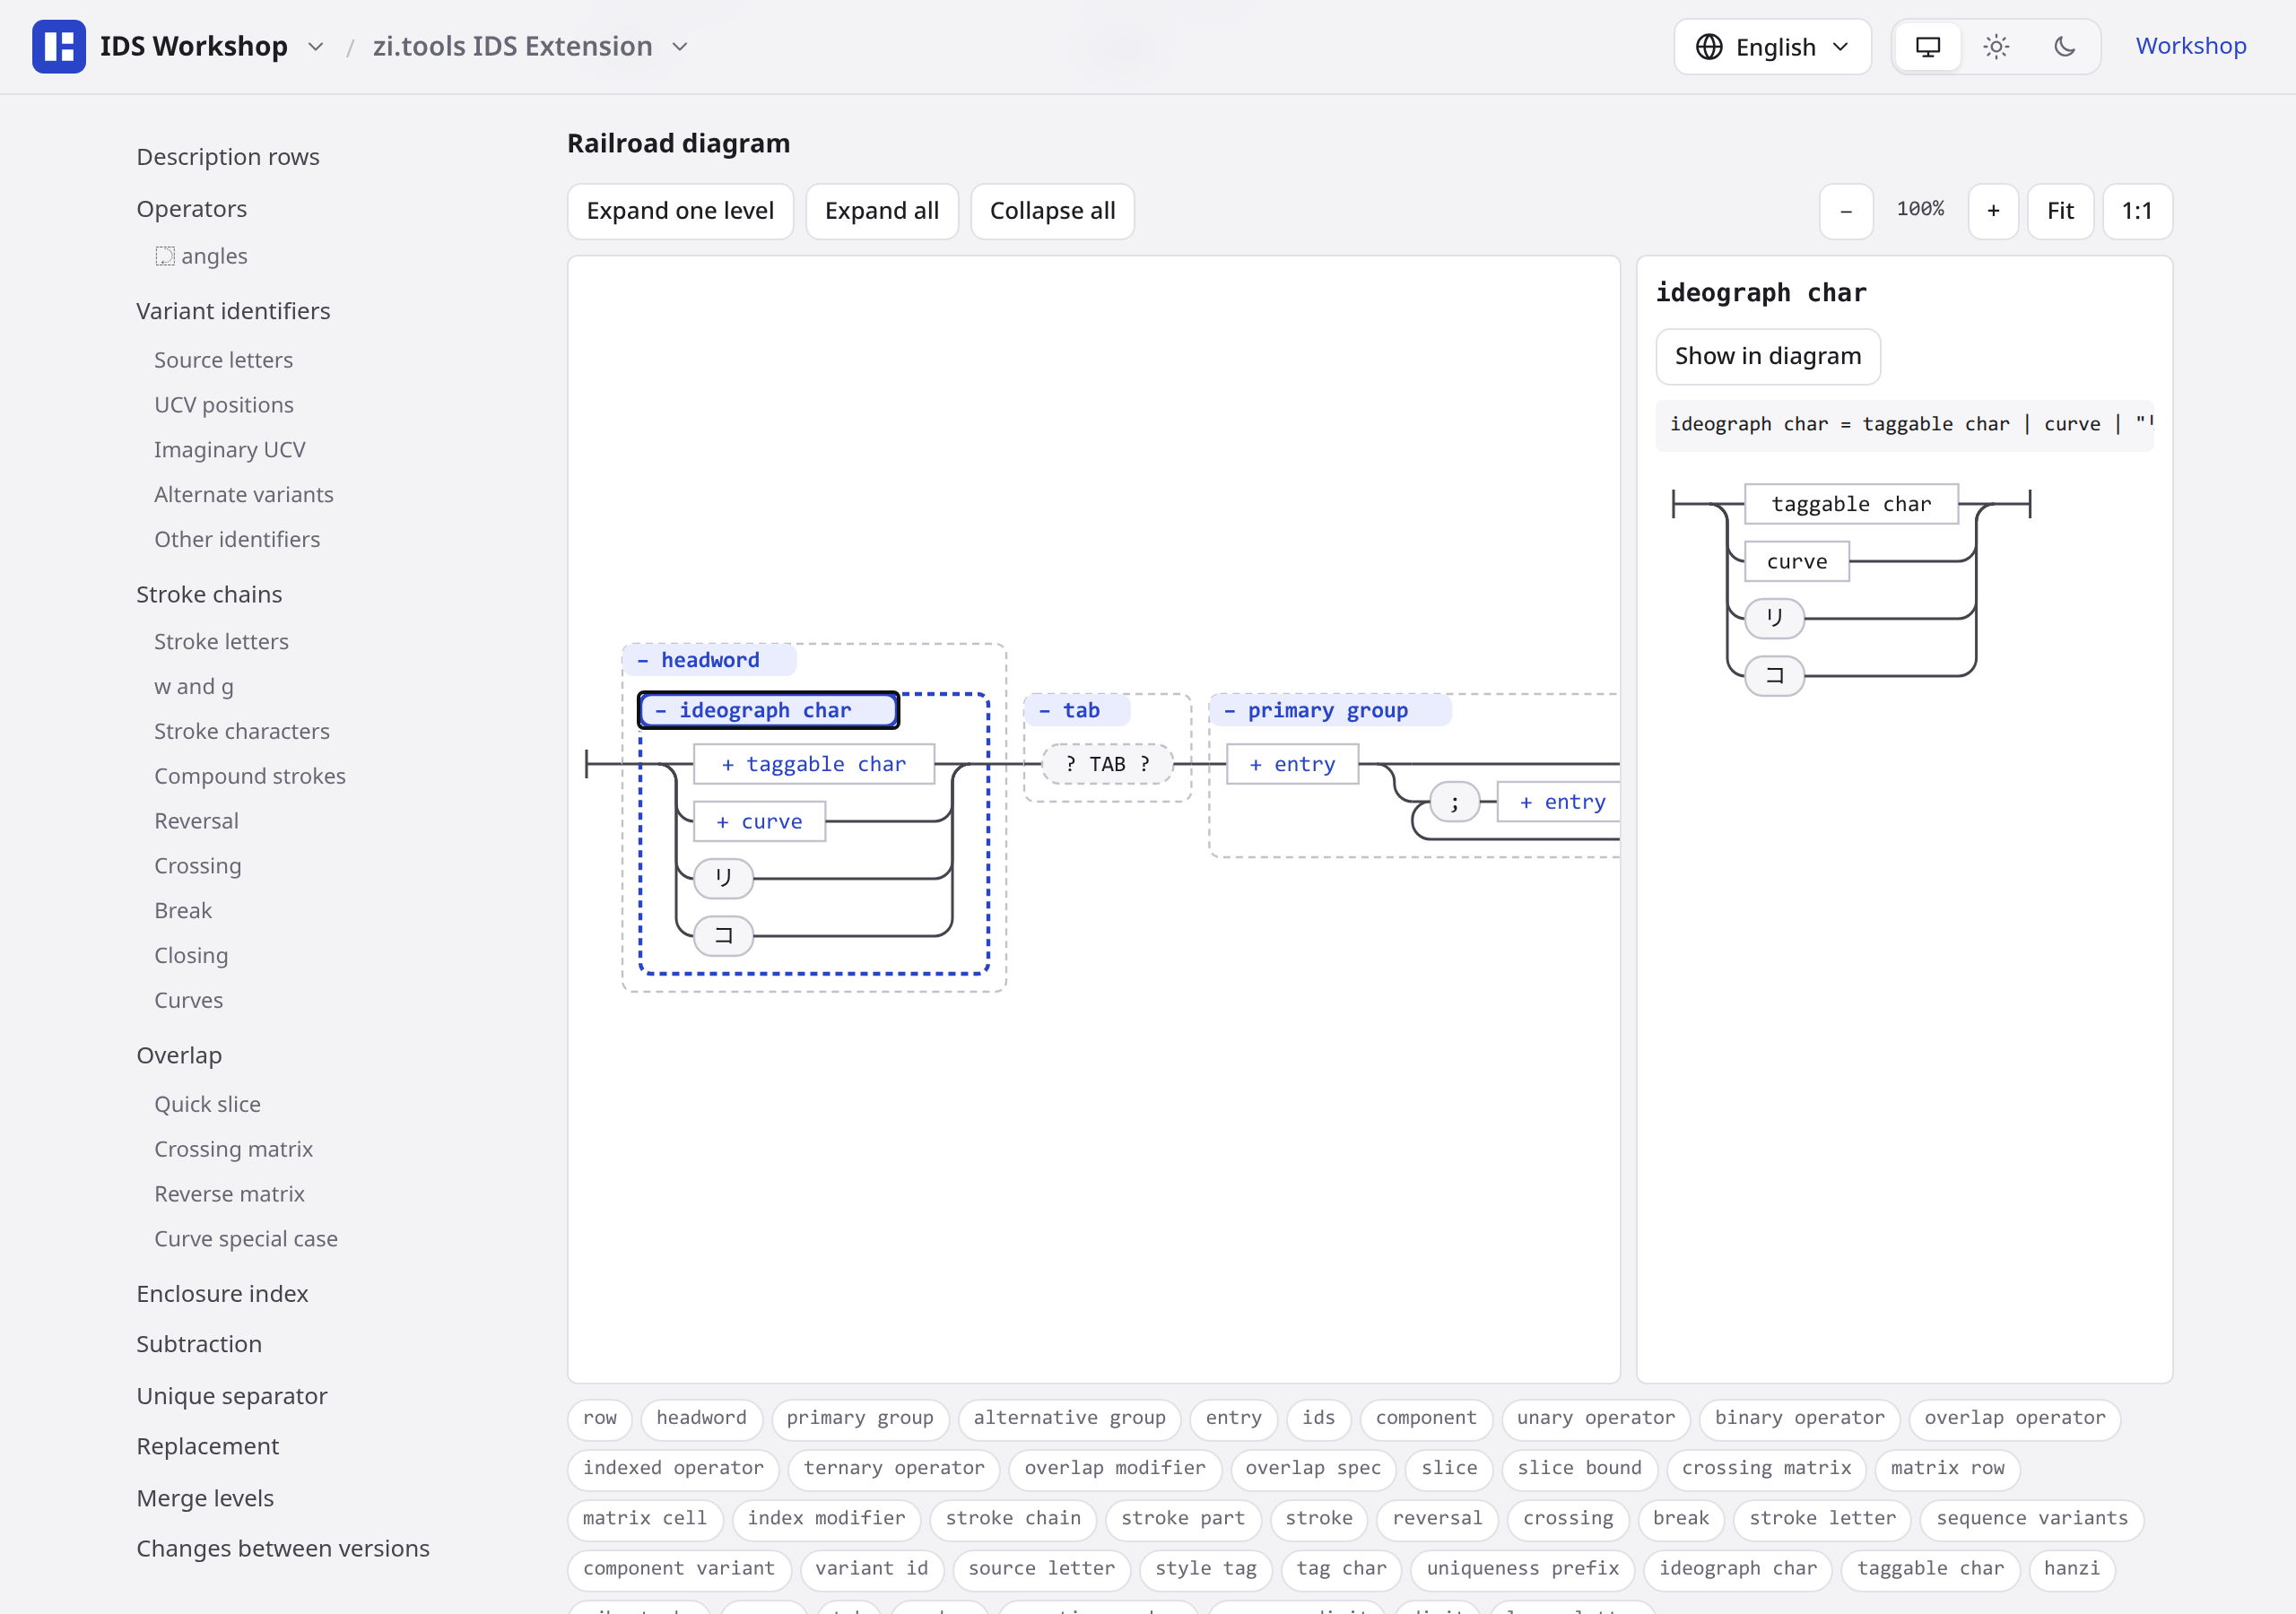 IDS Workshop / zi.tools IDS Extension
English
Workshop
Description rows
Operators
⿹ angles
Variant identifiers
Source letters
UCV positions
Imaginary UCV
Alternate variants
Other identifiers
Stroke chains
Stroke letters
w and g
Stroke characters
Compound strokes
Reversal
Crossing
Break
Closing
Curves
Overlap
Quick slice
Crossing matrix
Reverse matrix
Curve special case
Enclosure index
Subtraction
Unique separator
Replacement
Merge levels
Changes between versions
Railroad diagram
Expand one level
Expand all
Collapse all
− 100% + Fit 1:1
− headword
− ideograph char
− tab
− primary group
+ taggable char
? TAB ?
+ entry
; + entry
+ curve
リ
コ
ideograph char
Show in diagram
ideograph char = taggable char | curve | "
taggable char
curve
リ
コ
row headword primary group alternative group entry ids component unary operator binary operator overlap operator
indexed operator ternary operator overlap modifier overlap spec slice slice bound crossing matrix matrix row
matrix cell index modifier stroke chain stroke part stroke reversal crossing break stroke letter sequence variants
component variant variant id source letter style tag tag char uniqueness prefix ideograph char taggable char hanzi